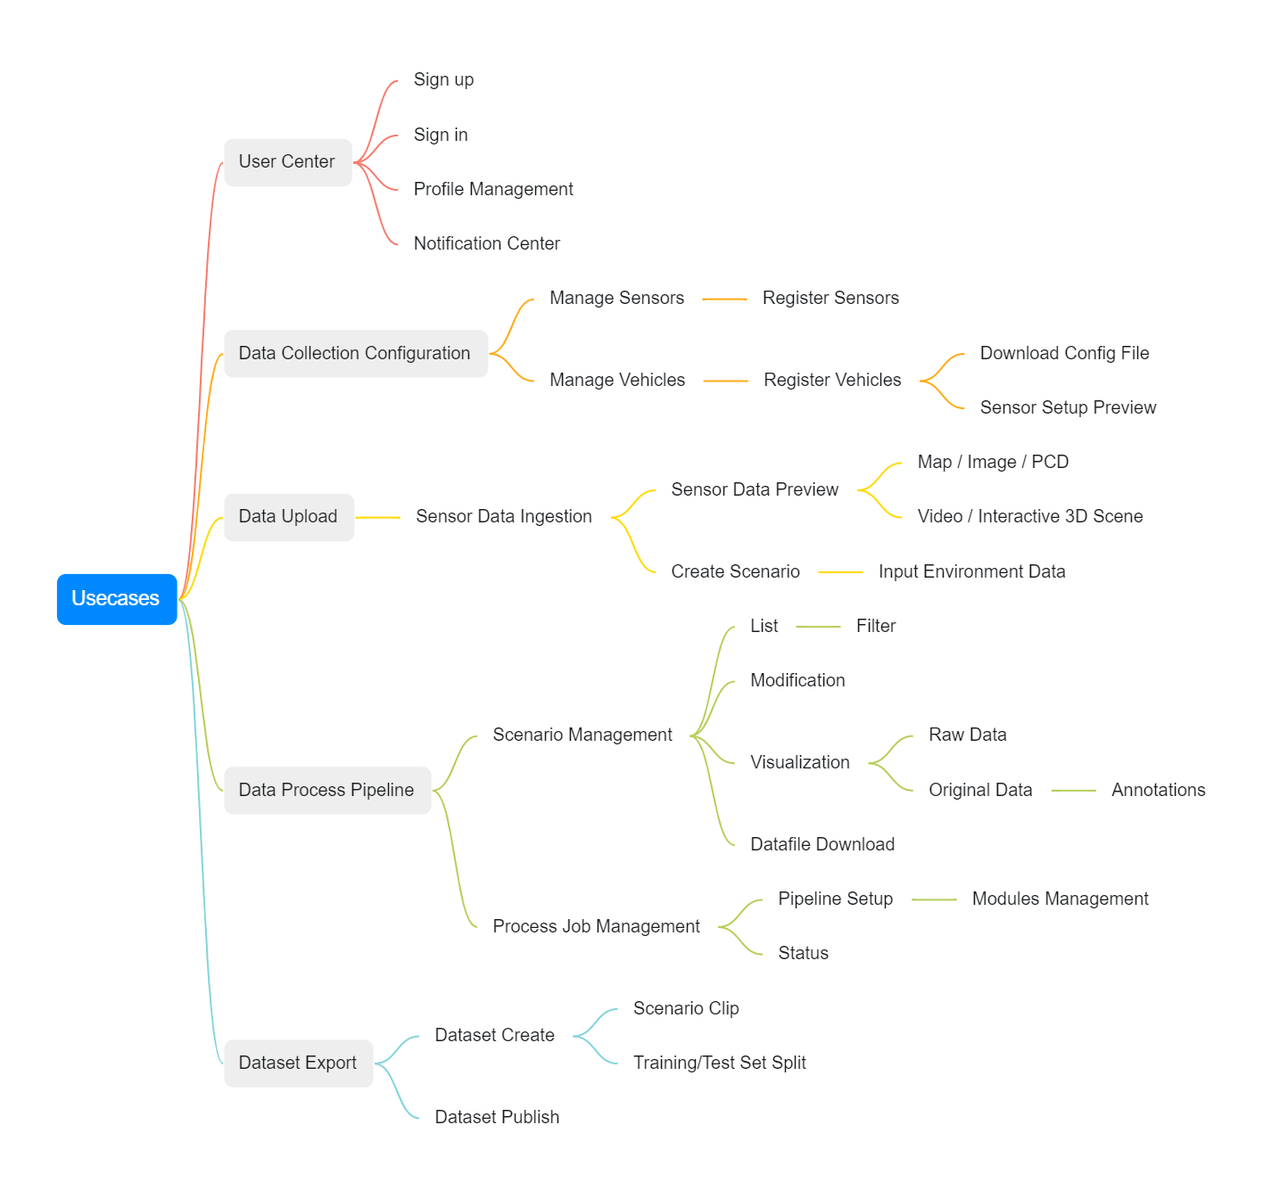 Sign up
Sign in
User Center
Profile Management
Notification Center
Manage Sensors
Register Sensors
Data Collection Configuration
Download Config File
Manage Vehicles
Register Vehicles
Sensor Setup Preview
Map / Image / PCD
Sensor Data Preview
Data Upload
Sensor Data Ingestion
Video / Interactive 3D Scene
Create Scenario
Input Environment Data
Usecases
List
Filter
Modification
Scenario Management
Raw Data
Visualization
Data Process Pipeline
Original Data
Annotations
Datafile Download
Pipeline Setup
Modules Management
Process Job Management
Status
Scenario Clip
Dataset Create
Dataset Export
Training/Test Set Split
Dataset Publish